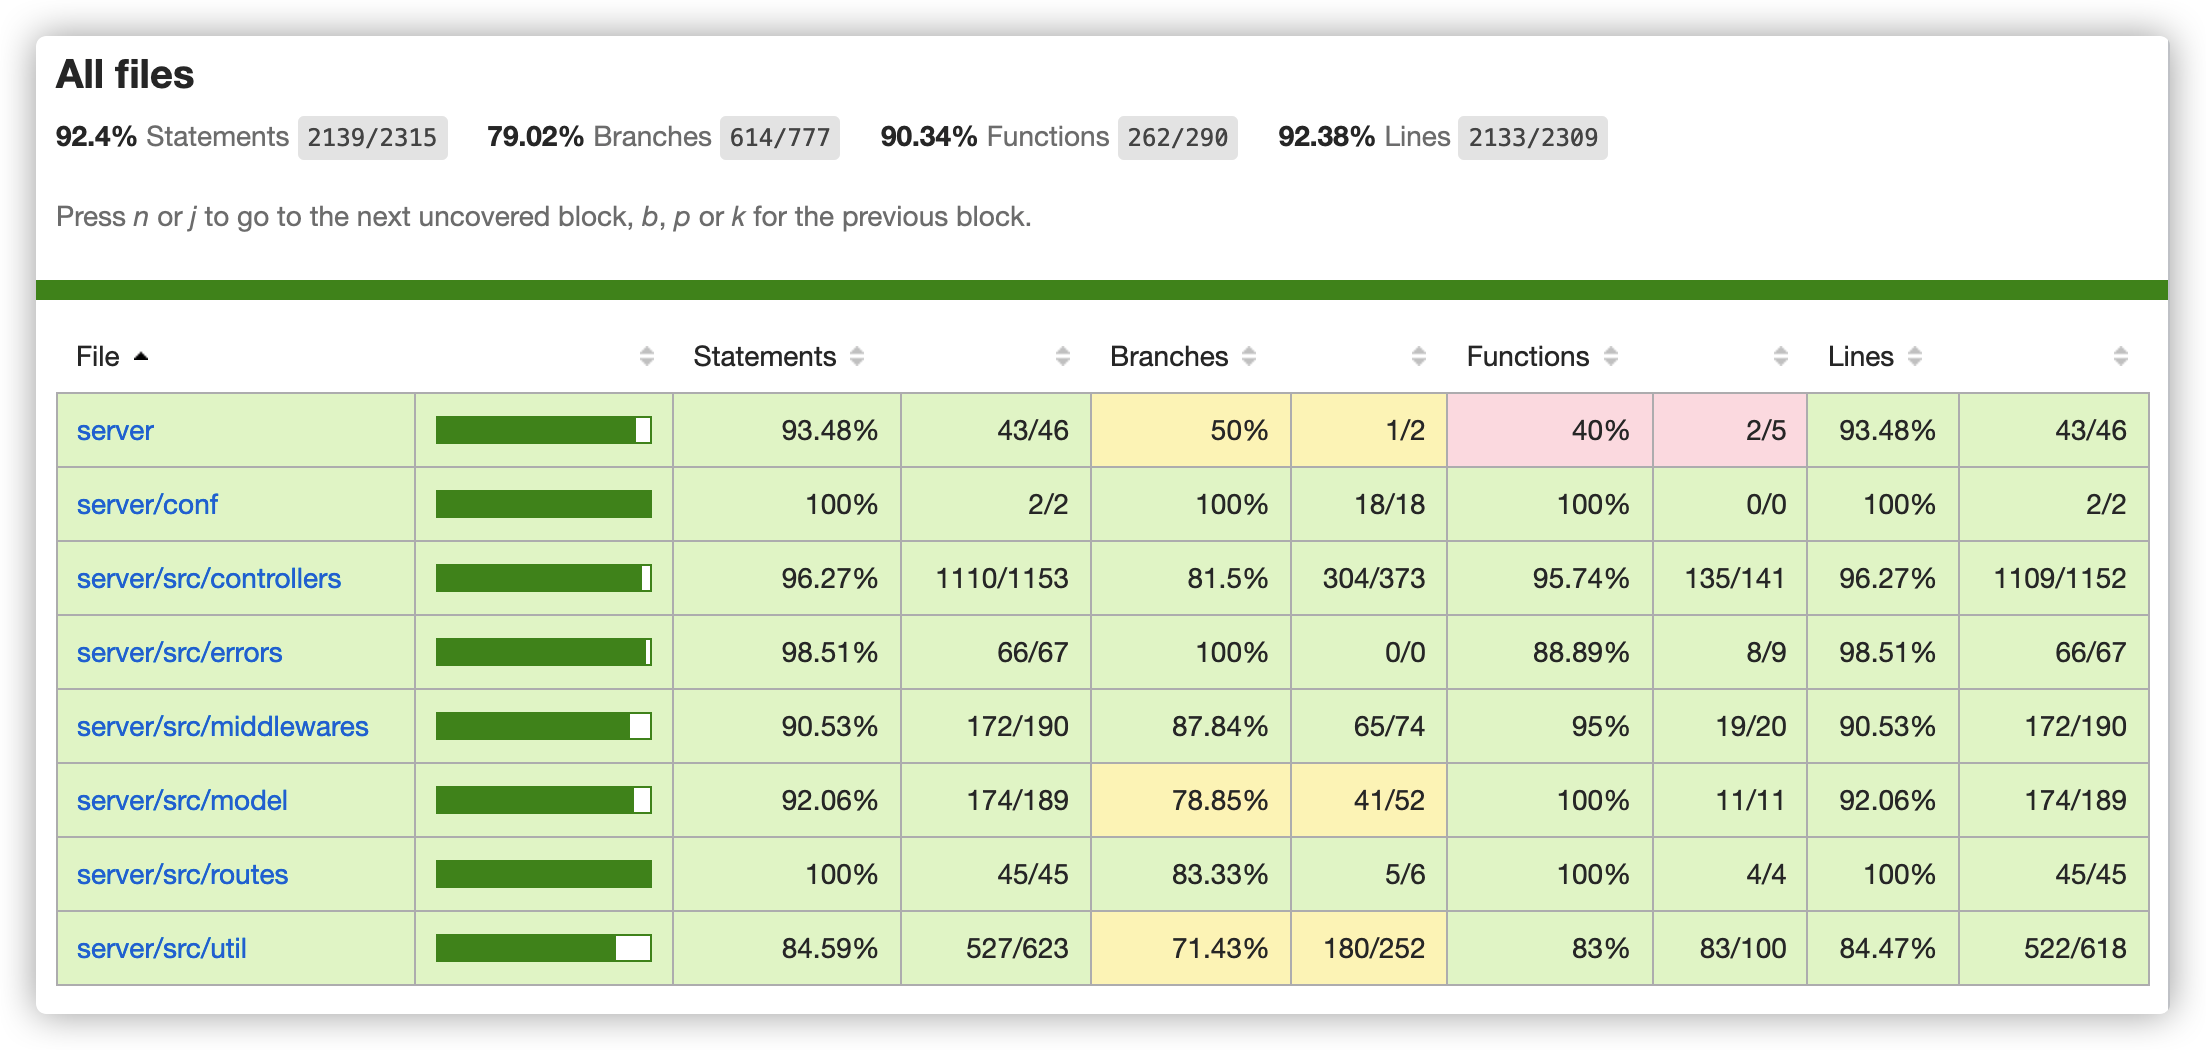 All files
92.4% Statements 2139/2315 79.02% Branches 614/777 90.34% Functions 262/290 92.38% Lines 2133/2309
Press n or j to go to the next uncovered block, b, p or k for the previous block.
File Statements Branches Functions Lines
server 93.48% 43/46 50% 1/2 40% 2/5 93.48% 43/46
server/conf 100% 2/2 100% 18/18 100% 0/0 100% 2/2
server/src/controllers 96.27% 1110/1153 81.5% 304/373 95.74% 135/141 96.27% 1109/1152
server/src/errors 98.51% 66/67 100% 0/0 88.89% 8/9 98.51% 66/67
server/src/middlewares 90.53% 172/190 87.84% 65/74 95% 19/20 90.53% 172/190
server/src/model 92.06% 174/189 78.85% 41/52 100% 11/11 92.06% 174/189
server/src/routes 100% 45/45 83.33% 5/6 100% 4/4 100% 45/45
server/src/util 84.59% 527/623 71.43% 180/252 83% 83/100 84.47% 522/618